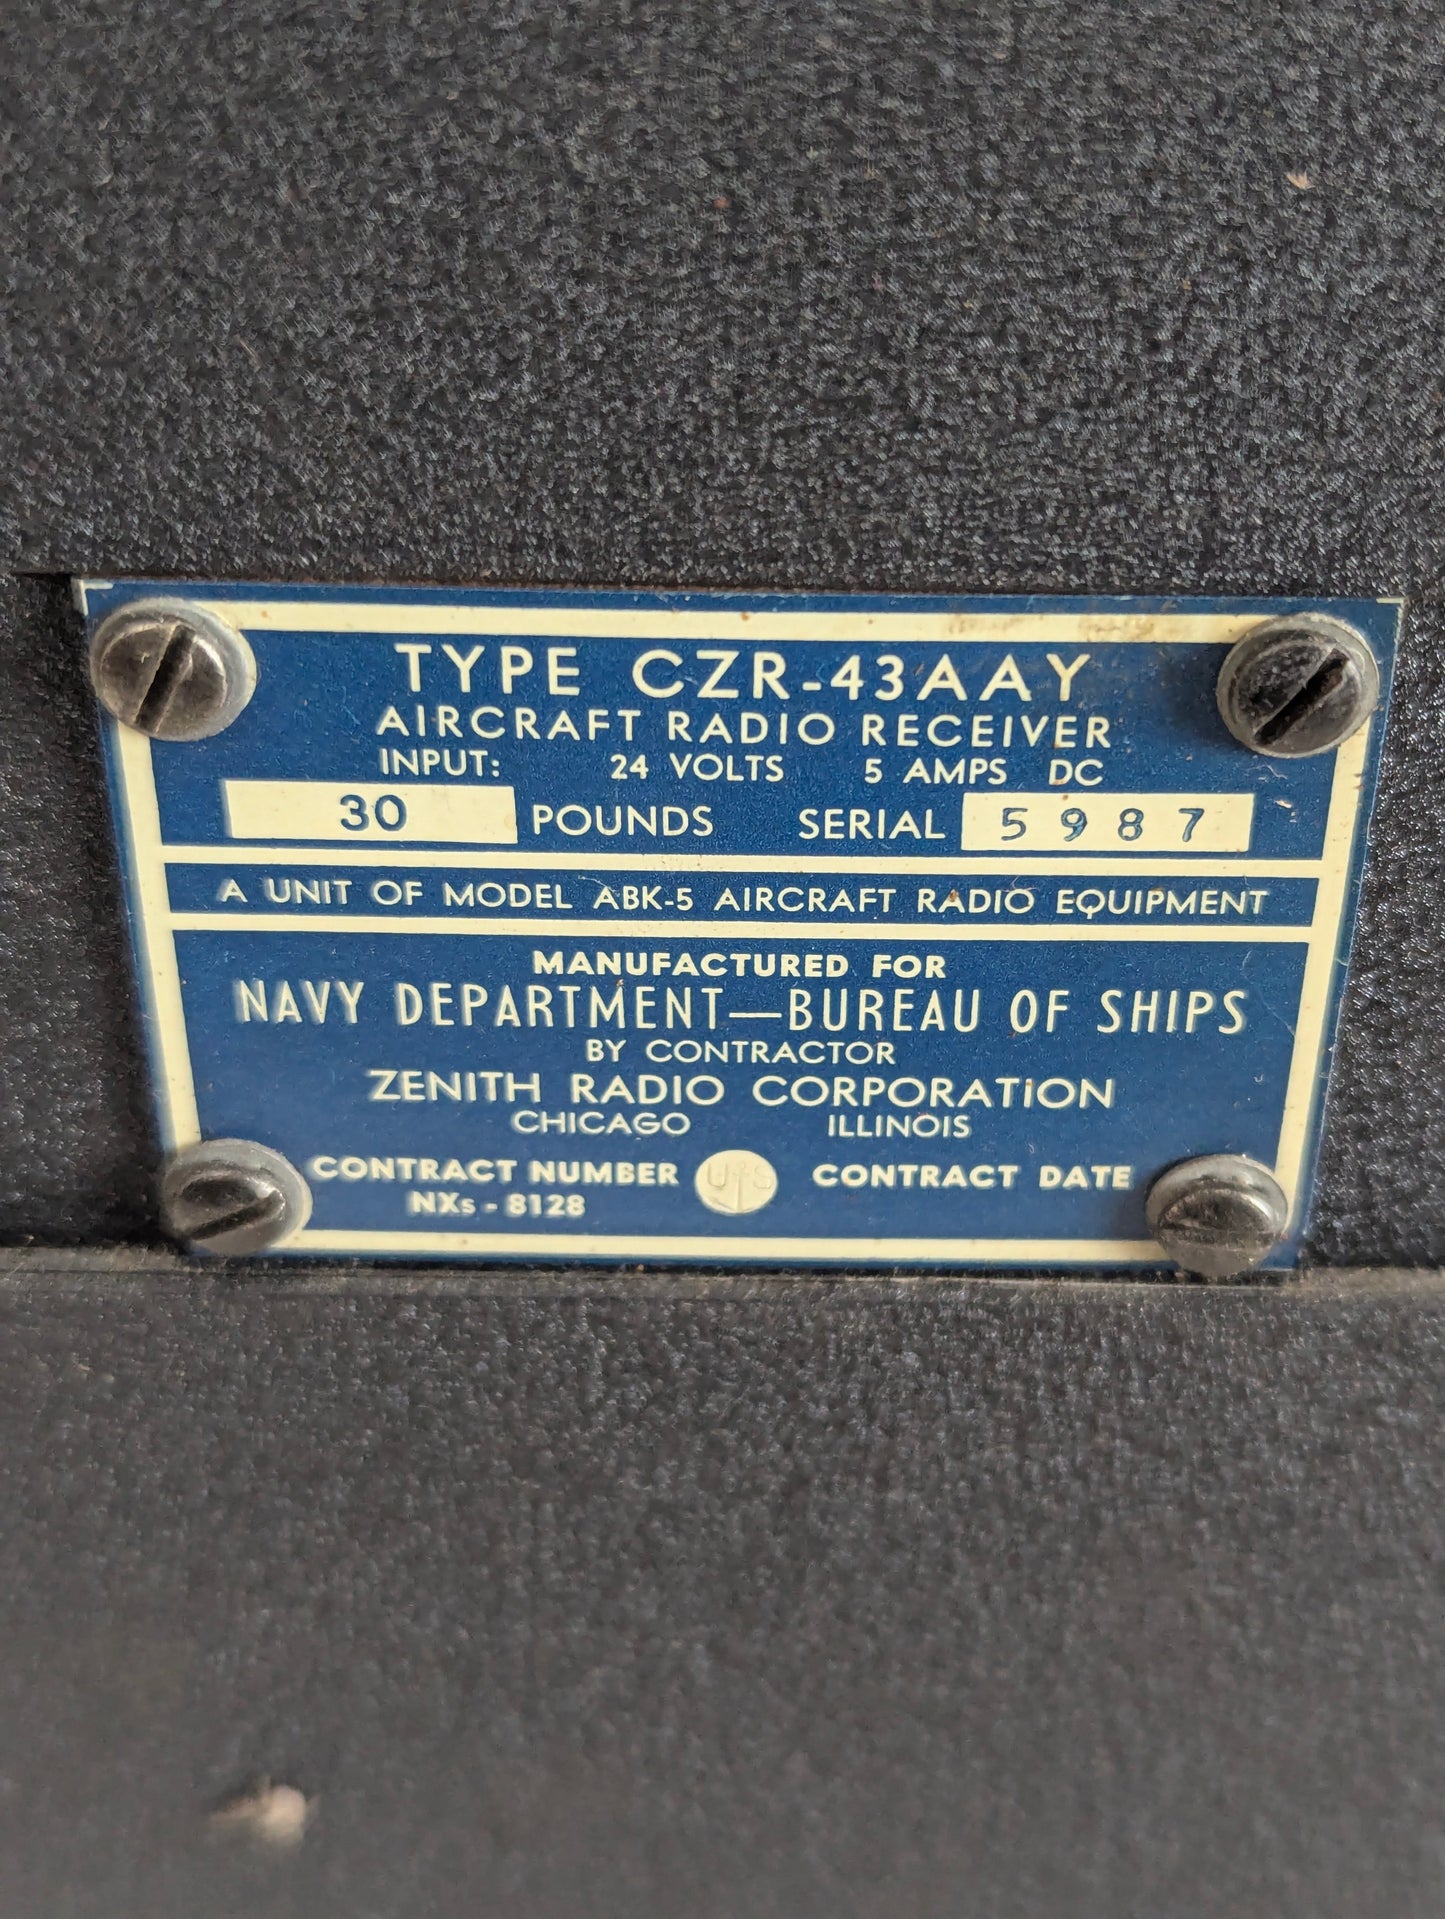 TYPE CZR-43AAY
AIRCRAFT RADIO RECEIVER
INPUT: 24 VOLTS 5 AMPS DC
30 POUNDS SERIAL 5987
A UNIT OF MODEL ABK-5 AIRCRAFT RADIO EQUIPMENT
MANUFACTURED FOR
NAVY DEPARTMENT—BUREAU OF SHIPS
BY CONTRACTOR
ZENITH RADIO CORPORATION
CHICAGO ILLINOIS
CONTRACT NUMBER US CONTRACT DATE
NXs - 8128